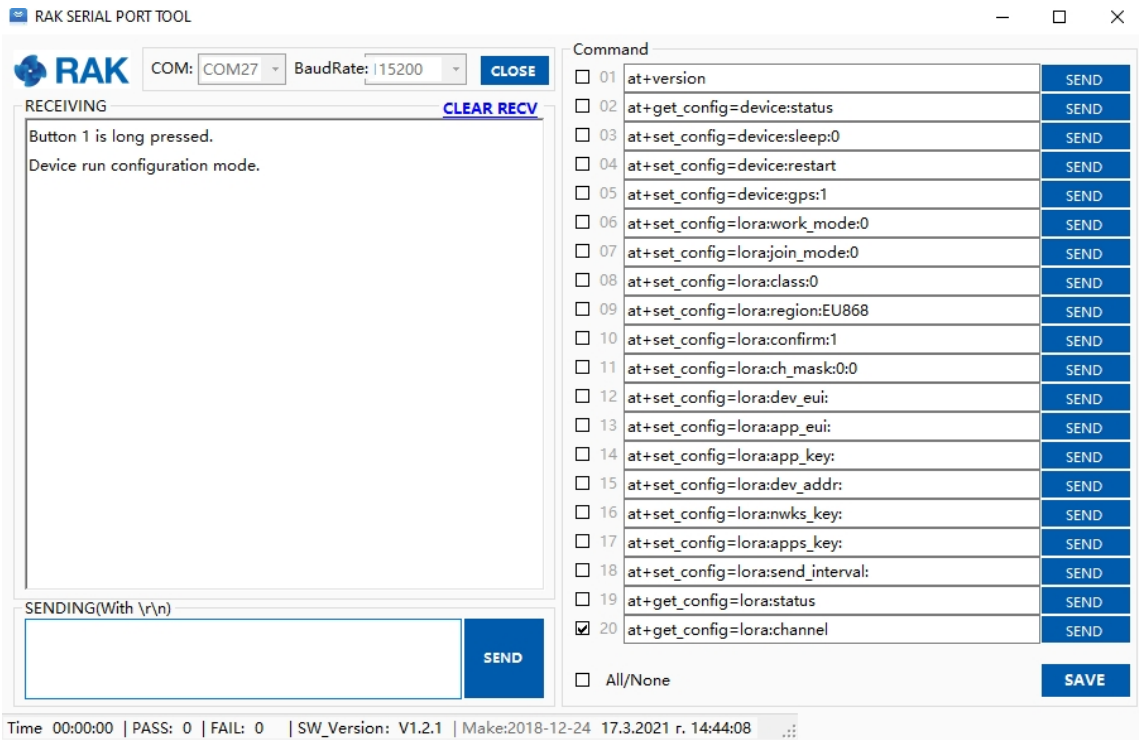 RAK SERIAL PORT TOOL
RAK COM: COM27 BaudRate: 115200 CLOSE
RECEIVING CLEAR RECV
Button 1 is long pressed.
Device run configuration mode.
SENDING(With \r\n)
SEND
Command
01 at+version SEND
02 at+get_config=device:status SEND
03 at+set_config=device:sleep:0 SEND
04 at+set_config=device:restart SEND
05 at+set_config=device:gps:1 SEND
06 at+set_config=lora:work_mode:0 SEND
07 at+set_config=lora:join_mode:0 SEND
08 at+set_config=lora:class:0 SEND
09 at+set_config=lora:region:EU868 SEND
10 at+set_config=lora:confirm:1 SEND
11 at+set_config=lora:ch_mask:0:0 SEND
12 at+set_config=lora:dev_eui: SEND
13 at+set_config=lora:app_eui: SEND
14 at+set_config=lora:app_key: SEND
15 at+set_config=lora:dev_addr: SEND
16 at+set_config=lora:nwks_key: SEND
17 at+set_config=lora:apps_key: SEND
18 at+set_config=lora:send_interval: SEND
19 at+get_config=lora:status SEND
20 at+get_config=lora:channel SEND
All/None SAVE
Time 00:00:00 | PASS: 0 | FAIL: 0 | SW_Version: V1.2.1 | Make:2018-12-24 17.3.2021 г. 14:44:08